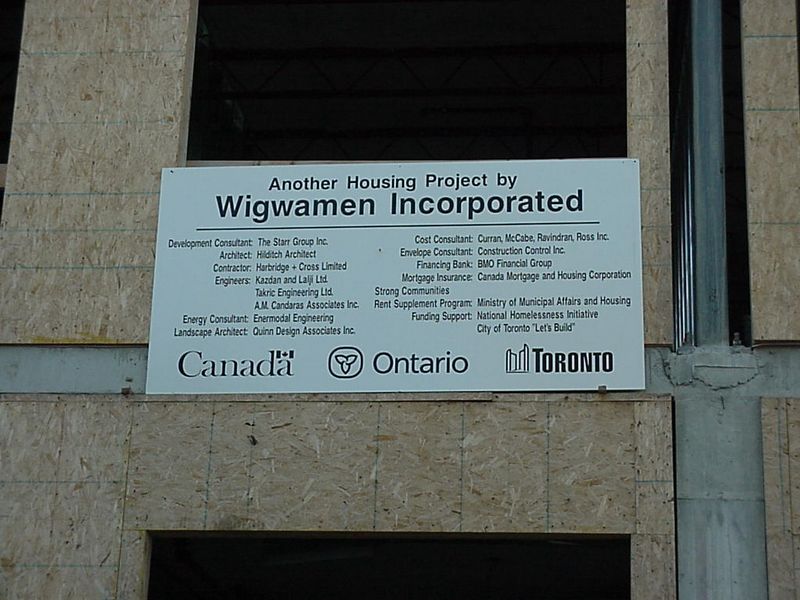 Another Housing Project by
Wigwamen Incorporated
Development Consultant: The Starr Group Inc.
Architect: Hilditch Architect
Contractor: Harbridge + Cross Limited
Engineers: Kazdan and Lalji Ltd.
Takric Engineering Ltd.
A.M. Candaras Associates Inc.
Energy Consultant: Enermodal Engineering
Landscape Architect: Quinn Design Associates Inc.
Cost Consultant: Curran, McCabe, Ravindran, Ross Inc.
Envelope Consultant: Construction Control Inc.
Financing Bank: BMO Financial Group
Mortgage Insurance: Canada Mortgage and Housing Corporation
Strong Communities
Rent Supplement Program: Ministry of Municipal Affairs and Housing
Funding Support: National Homelessness Initiative
City of Toronto "Let's Build"
Canada
Ontario
TORONTO